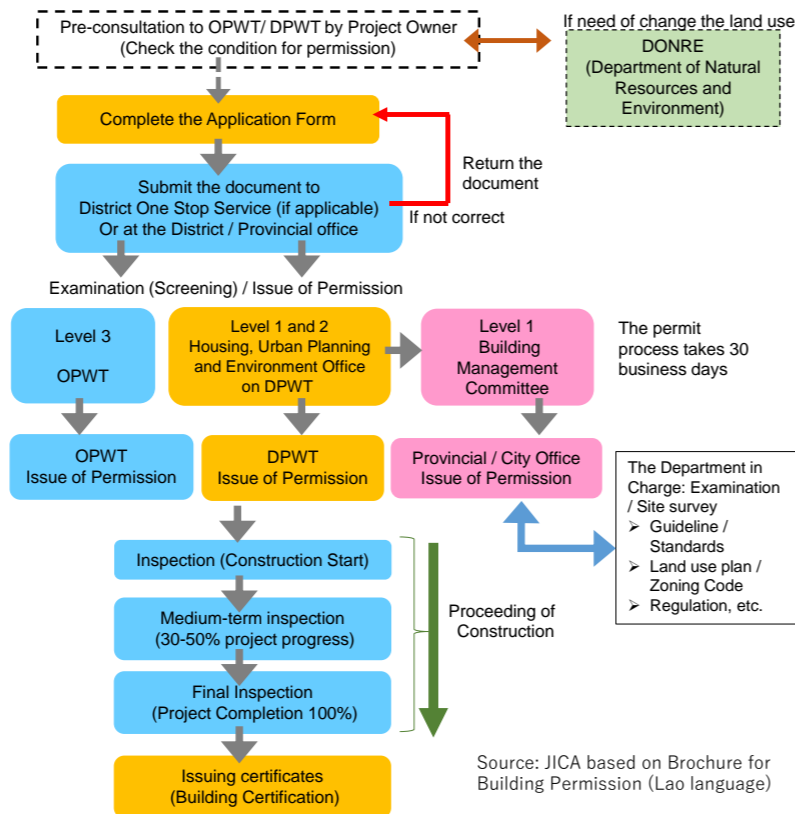 Pre-consultation to OPWT/ DPWT by Project Owner
(Check the condition for permission)
If need of change the land use
DONRE
(Department of Natural
Resources and
Environment)
Complete the Application Form
Return the
document
Submit the document to
District One Stop Service (if applicable)
Or at the District / Provincial office
If not correct
Examination (Screening) / Issue of Permission
Level 3
OPWT
Level 1 and 2
Housing, Urban Planning
and Environment Office
on DPWT
Level 1
Building
Management
Committee
The permit
process takes 30
business days
OPWT
Issue of Permission
DPWT
Issue of Permission
Provincial / City Office
Issue of Permission
The Department in
Charge: Examination
/ Site survey
➢ Guideline /
Standards
➢ Land use plan /
Zoning Code
➢ Regulation, etc.
Inspection (Construction Start)
Medium-term inspection
(30-50% project progress)
Final Inspection
(Project Completion 100%)
Proceeding of
Construction
Issuing certificates
(Building Certification)
Source: JICA based on Brochure for
Building Permission (Lao language)